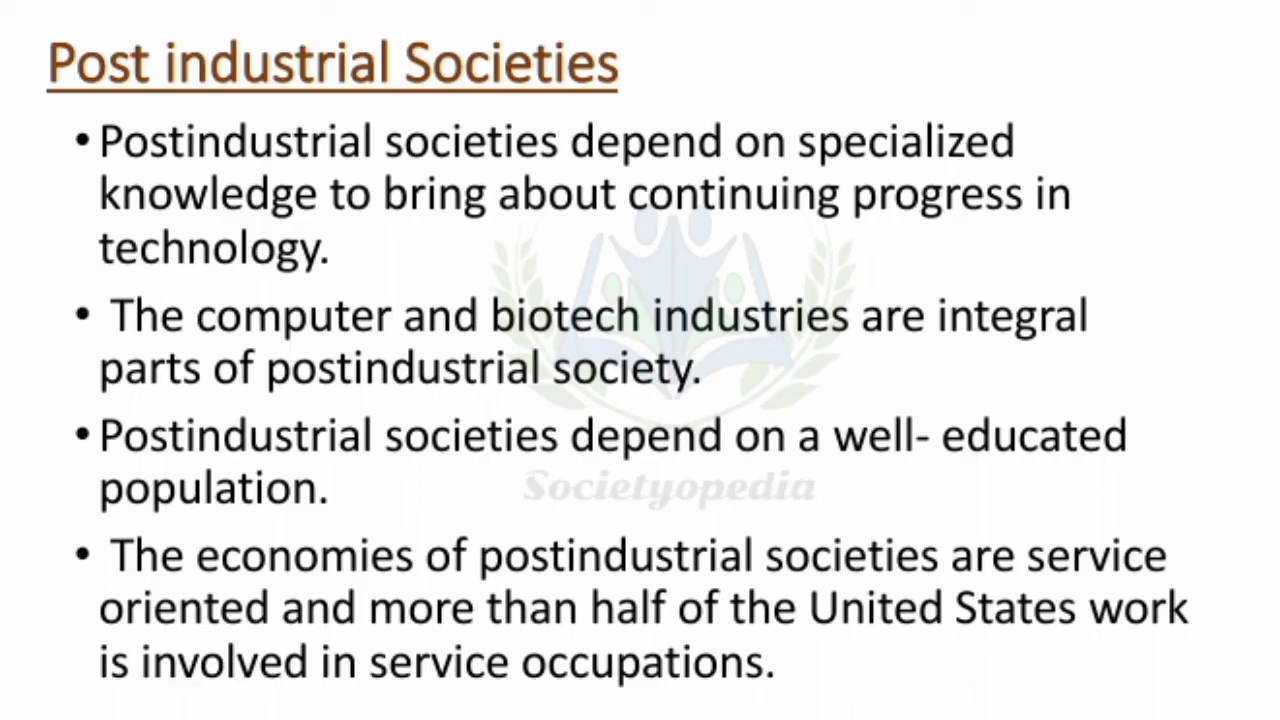 Post industrial Societies
• Postindustrial societies depend on specialized
knowledge to bring about continuing progress in
technology.
• The computer and biotech industries are integral
parts of postindustrial society.
• Postindustrial societies depend on a well- educated
population.
• The economies of postindustrial societies are service
oriented and more than half of the United States work
is involved in service occupations.
Societyopedia